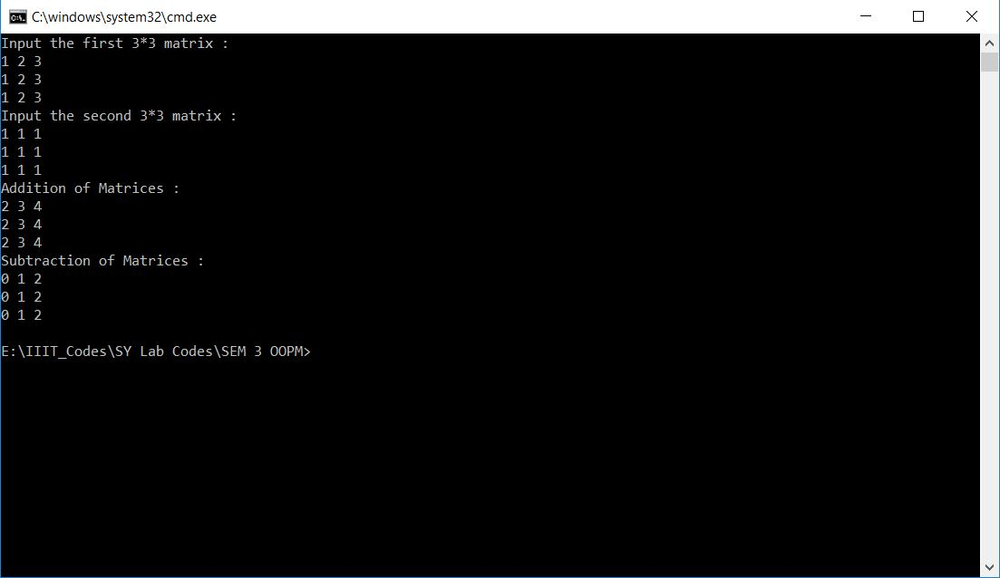 C:\windows\system32\cmd.exe
Input the first 3*3 matrix :
1 2 3
1 2 3
1 2 3
Input the second 3*3 matrix :
1 1 1
1 1 1
1 1 1
Addition of Matrices :
2 3 4
2 3 4
2 3 4
Subtraction of Matrices :
0 1 2
0 1 2
0 1 2
E:\IIIT_Codes\SY Lab Codes\SEM 3 OOPM>